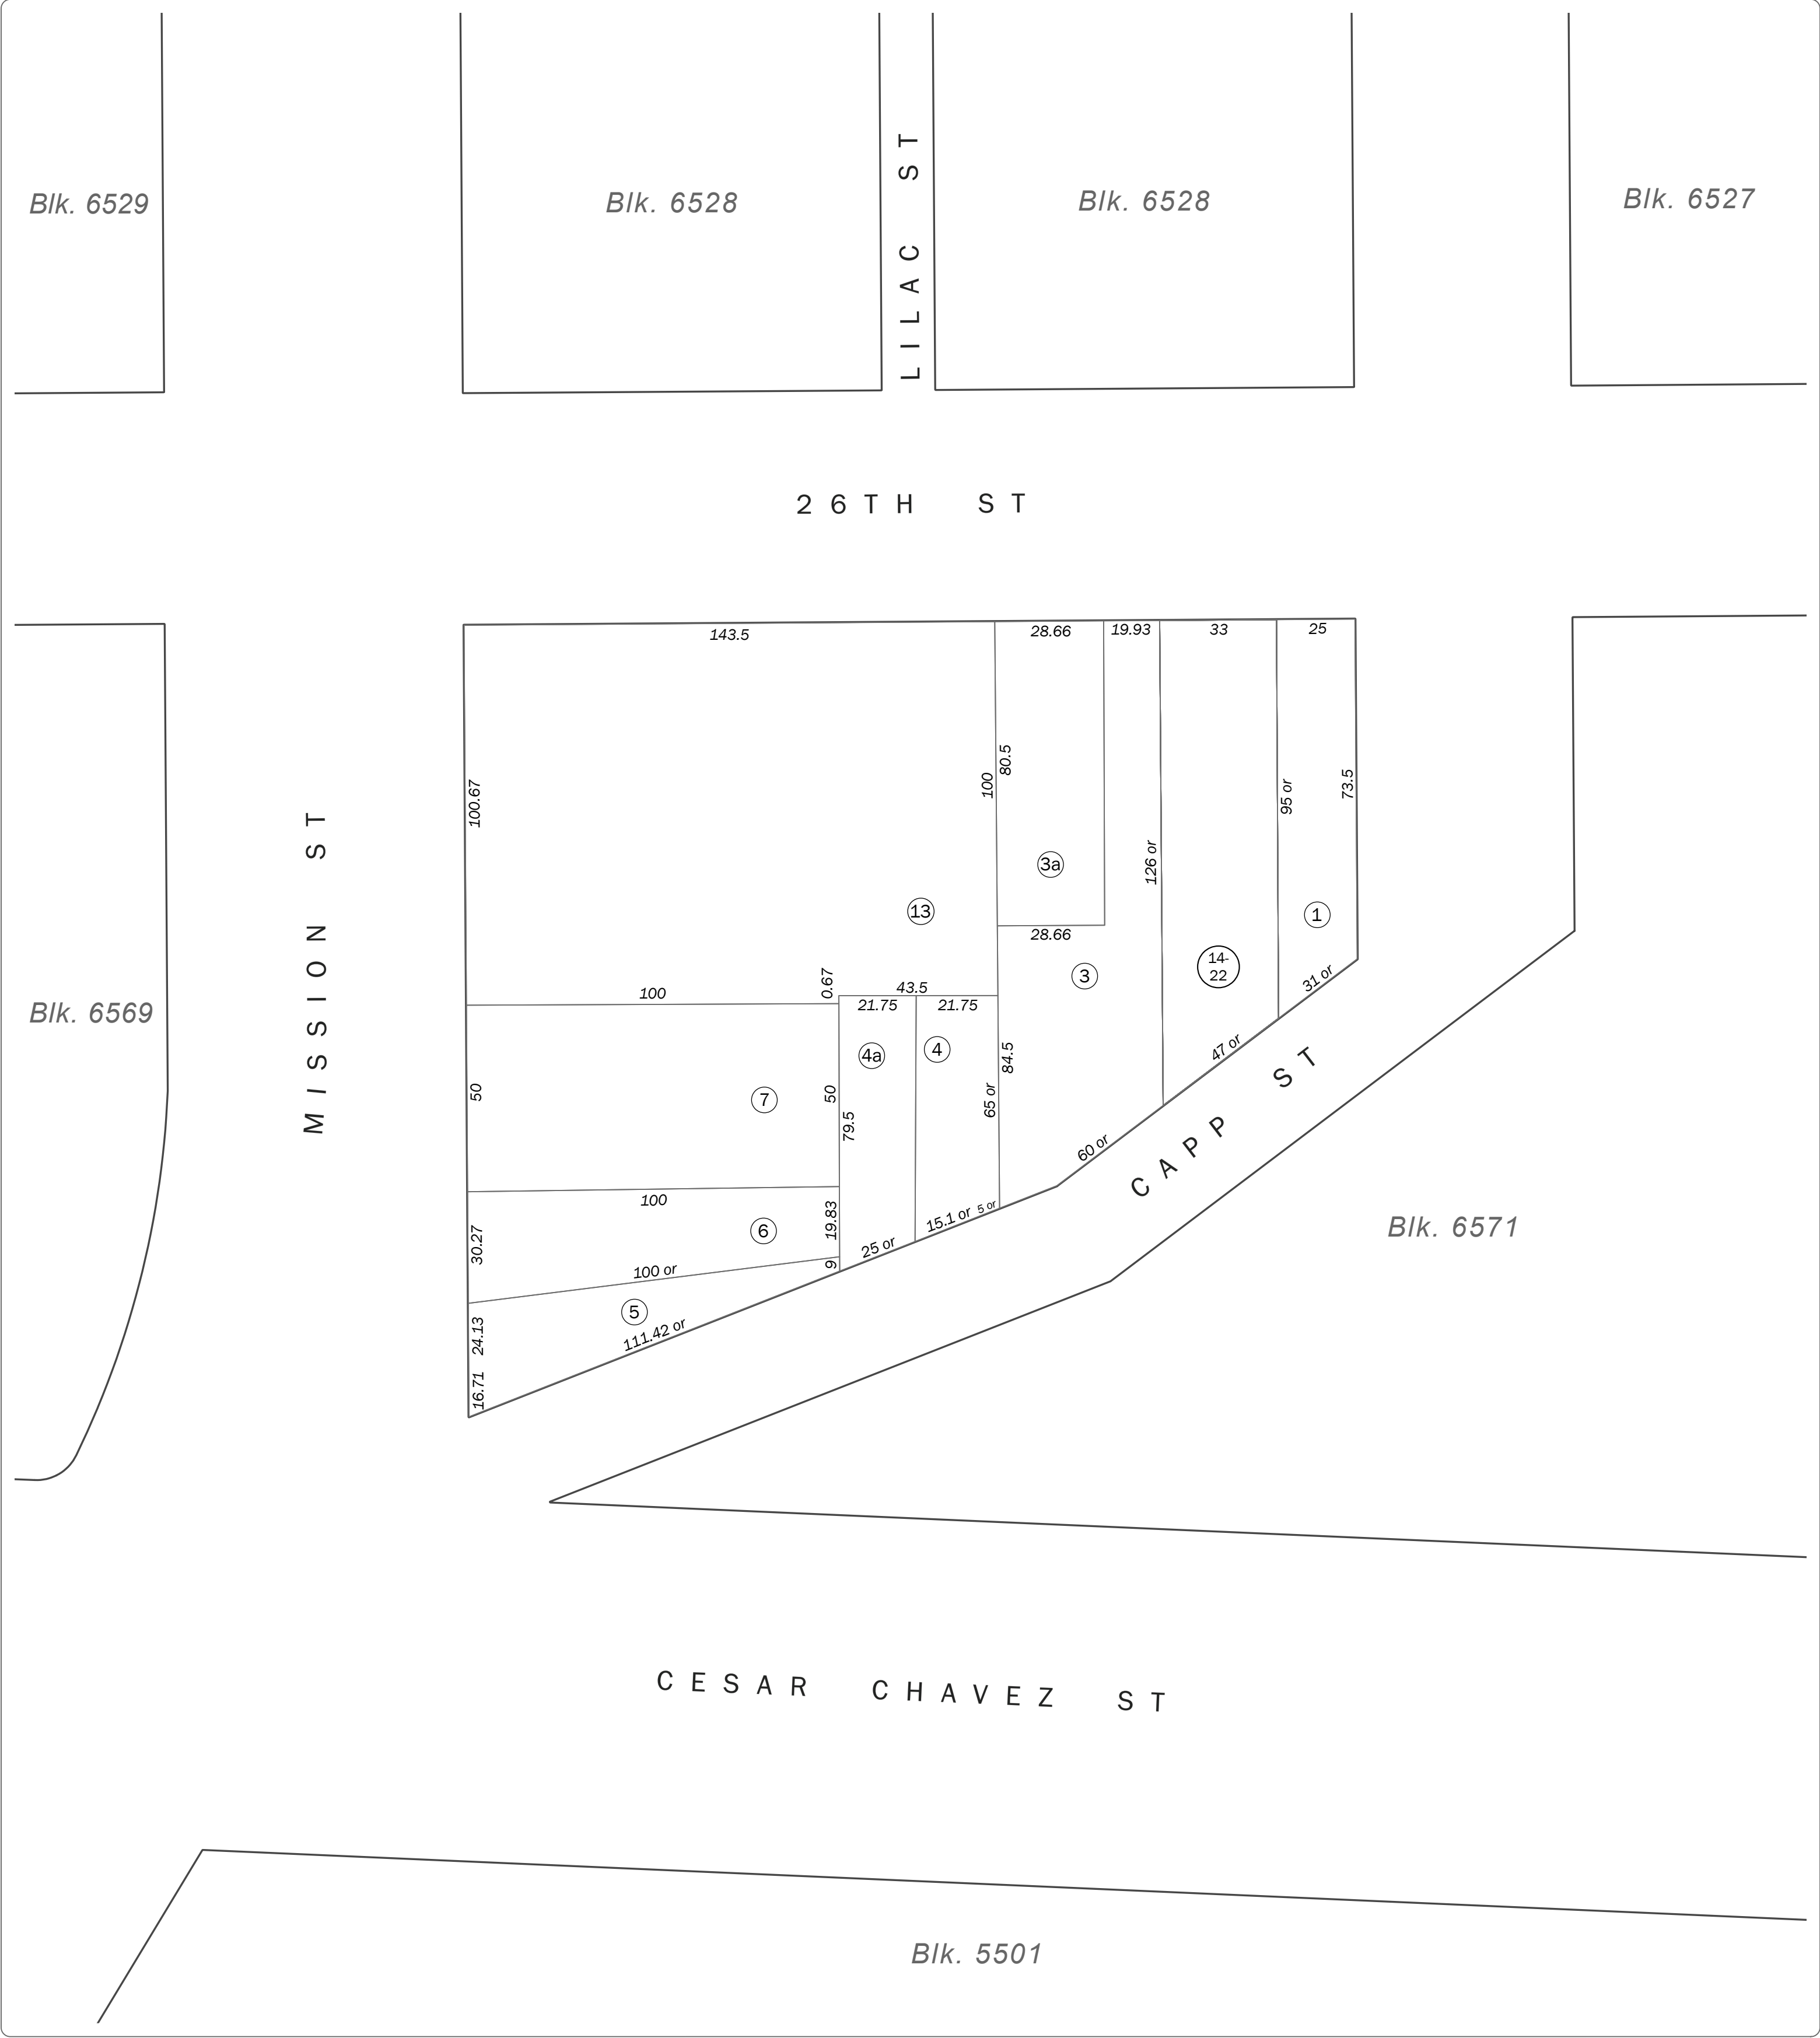 Blk. 6529
Blk. 6528
LILAC ST
Blk. 6528
Blk. 6527
26TH ST
143.5
28.66
19.93
33
25
100.67
100
80.5
126 or
95 or
73.5
3a
13
1
28.66
14-
22
3
31 or
MISSION ST
Blk. 6569
100
0.67
43.5
21.75
21.75
4a
4
84.5
47 or
50
7
50
79.5
65 or
60 or
CAPP ST
100
6
19.83
15.1 or
5 or
Blk. 6571
30.27
25 or
9
100 or
5
24.13
111.42 or
16.71
CESAR CHAVEZ ST
Blk. 5501